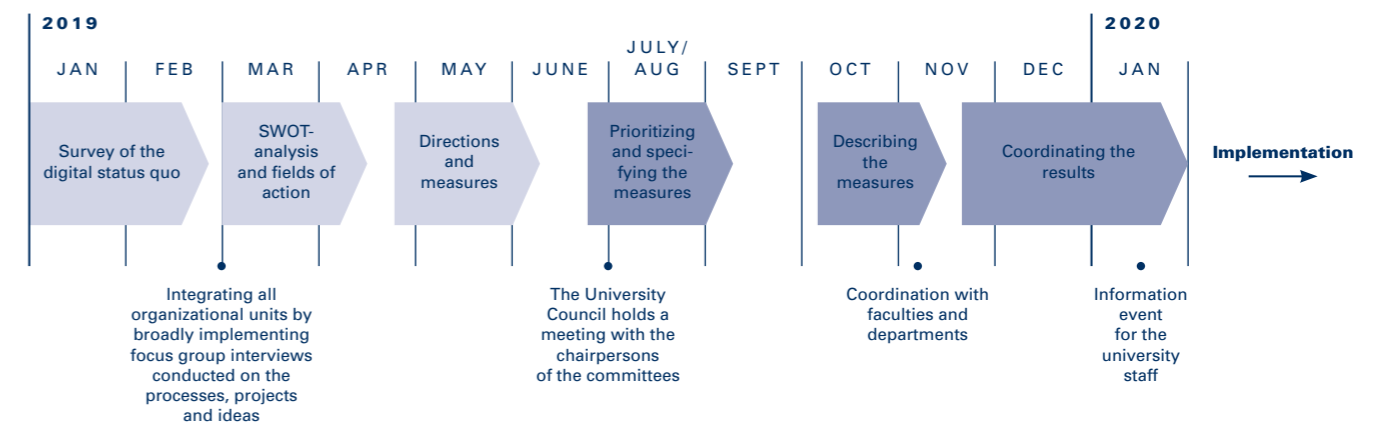 2019
2020
JAN
FEB
MAR
APR
MAY
JUNE
JULY/
AUG
SEPT
OCT
NOV
DEC
JAN
Survey of the
digital status quo
SWOT-
analysis
and fields of
action
Directions
and
measures
Prioritizing
and speci-
fying the
measures
Describing
the
measures
Coordinating the
results
Implementation
Integrating all
organizational units by
broadly implementing
focus group interviews
conducted on the
processes, projects
and ideas
The University
Council holds a
meeting with the
chairpersons
of the committees
Coordination with
faculties and
departments
Information
event
for the
university
staff